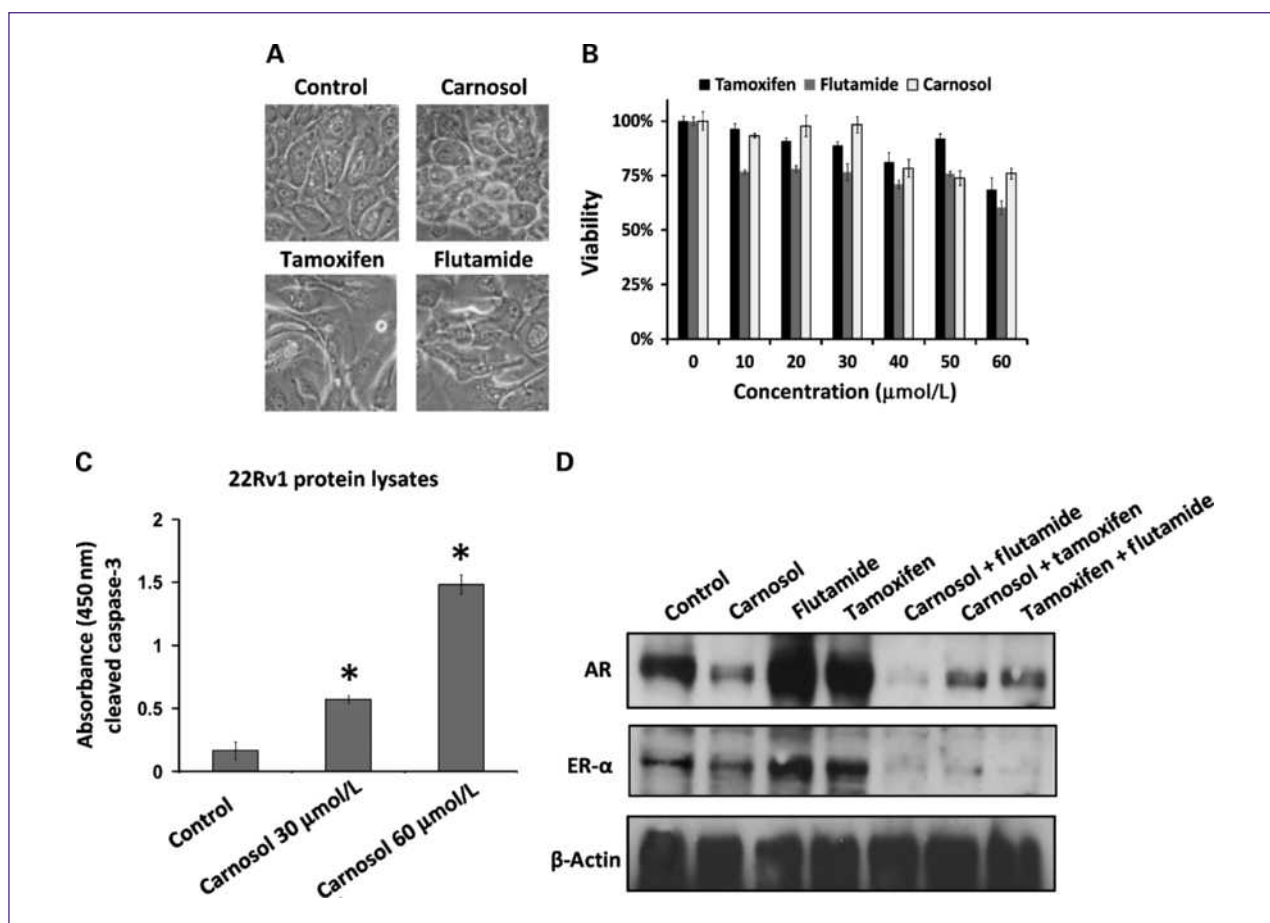 A
Control
Carnosol
Tamoxifen
Flutamide
B
Tamoxifen Flutamide Carnosol
100%
75%
50%
25%
0%
Viability
0 10 20 30 40 50 60
Concentration (μmol/L)
C
22Rv1 protein lysates
Absorbance (450 nm)
cleaved caspase-3
2
1.5
1
0.5
0
*
*
Control
Carnosol 30 μmol/L
Carnosol 60 μmol/L
D
Control
Carnosol
Flutamide
Tamoxifen
Carnosol + flutamide
Carnosol + tamoxifen
Tamoxifen + flutamide
AR
ER-α
β-Actin